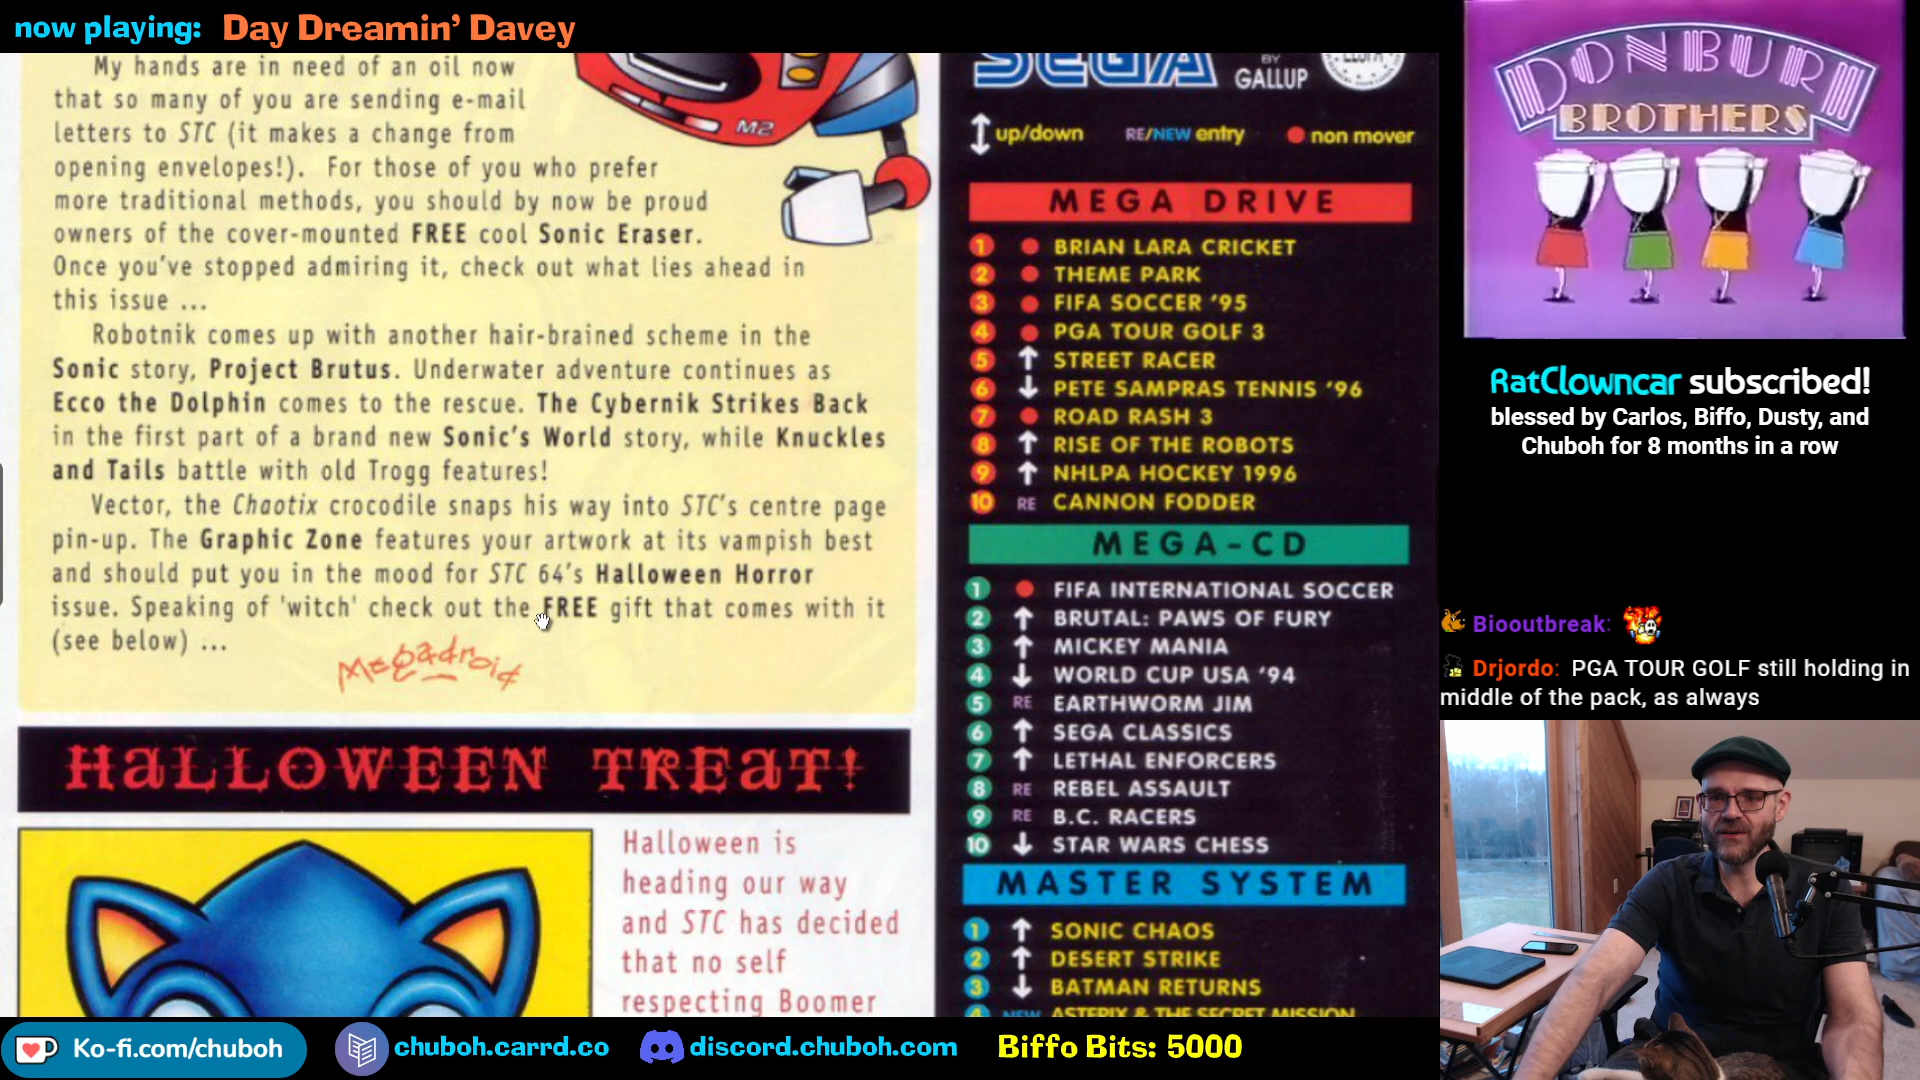 now playing: Day Dreamin' Davey
My hands are in need of an oil now
that so many of you are sending e-mail
letters to STC (it makes a change from
opening envelopes!). For those of you who prefer
more traditional methods, you should by now be proud
owners of the cover-mounted FREE cool Sonic Eraser.
Once you've stopped admiring it, check out what lies ahead in
this issue ...
Robotnik comes up with another hair-brained scheme in the
Sonic story, Project Brutus. Underwater adventure continues as
Ecco the Dolphin comes to the rescue. The Cybernik Strikes Back
in the first part of a brand new Sonic's World story, while Knuckles
and Tails battle with old Trogg features!
Vector, the Chaotix crocodile snaps his way into STC's centre page
pin-up. The Graphic Zone features your artwork at its vampish best
and should put you in the mood for STC 64's Halloween Horror
issue. Speaking of 'witch' check out the FREE gift that comes with it
(see below) ...
Megadroid
M2
HALLOWEEN TREAT!
Halloween is
heading our way
and STC has decided
that no self
respecting Boomer
SEGA
BY
GALLUP
up/down RE/NEW entry non mover
MEGA DRIVE
1 BRIAN LARA CRICKET
2 THEME PARK
3 FIFA SOCCER '95
4 PGA TOUR GOLF 3
5 STREET RACER
6 PETE SAMPRAS TENNIS '96
7 ROAD RASH 3
8 RISE OF THE ROBOTS
9 NHLPA HOCKEY 1996
10 RE CANNON FODDER
MEGA-CD
1 FIFA INTERNATIONAL SOCCER
2 BRUTAL: PAWS OF FURY
3 MICKEY MANIA
4 WORLD CUP USA '94
5 RE EARTHWORM JIM
6 SEGA CLASSICS
7 LETHAL ENFORCERS
8 RE REBEL ASSAULT
9 RE B.C. RACERS
10 STAR WARS CHESS
MASTER SYSTEM
1 SONIC CHAOS
2 DESERT STRIKE
3 BATMAN RETURNS
4 NEW ASTERIX & THE SECRET MISSION
DONBURI
BROTHERS
RatClowncar subscribed!
blessed by Carlos, Biffo, Dusty, and
Chuboh for 8 months in a row
Biooutbreak:
Drjordo: PGA TOUR GOLF still holding in
middle of the pack, as always
Ko-fi.com/chuboh
chuboh.carrd.co
discord.chuboh.com
Biffo Bits: 5000